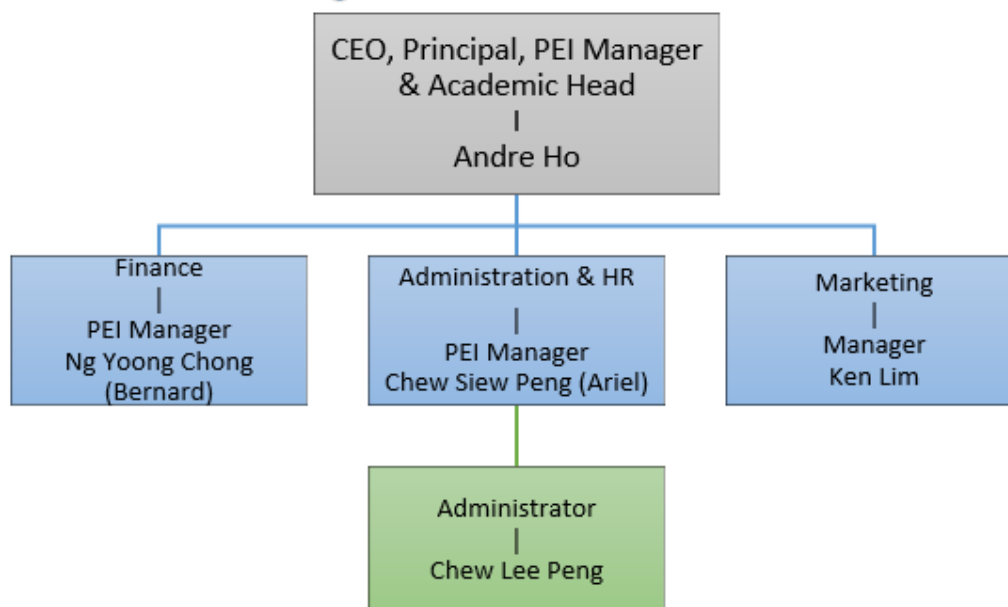 CEO, Principal, PEI Manager
& Academic Head
|
Andre Ho
Finance
|
PEI Manager
Ng Yoong Chong
(Bernard)
Administration & HR
|
PEI Manager
Chew Siew Peng (Ariel)
Marketing
|
Manager
Ken Lim
Administrator
|
Chew Lee Peng